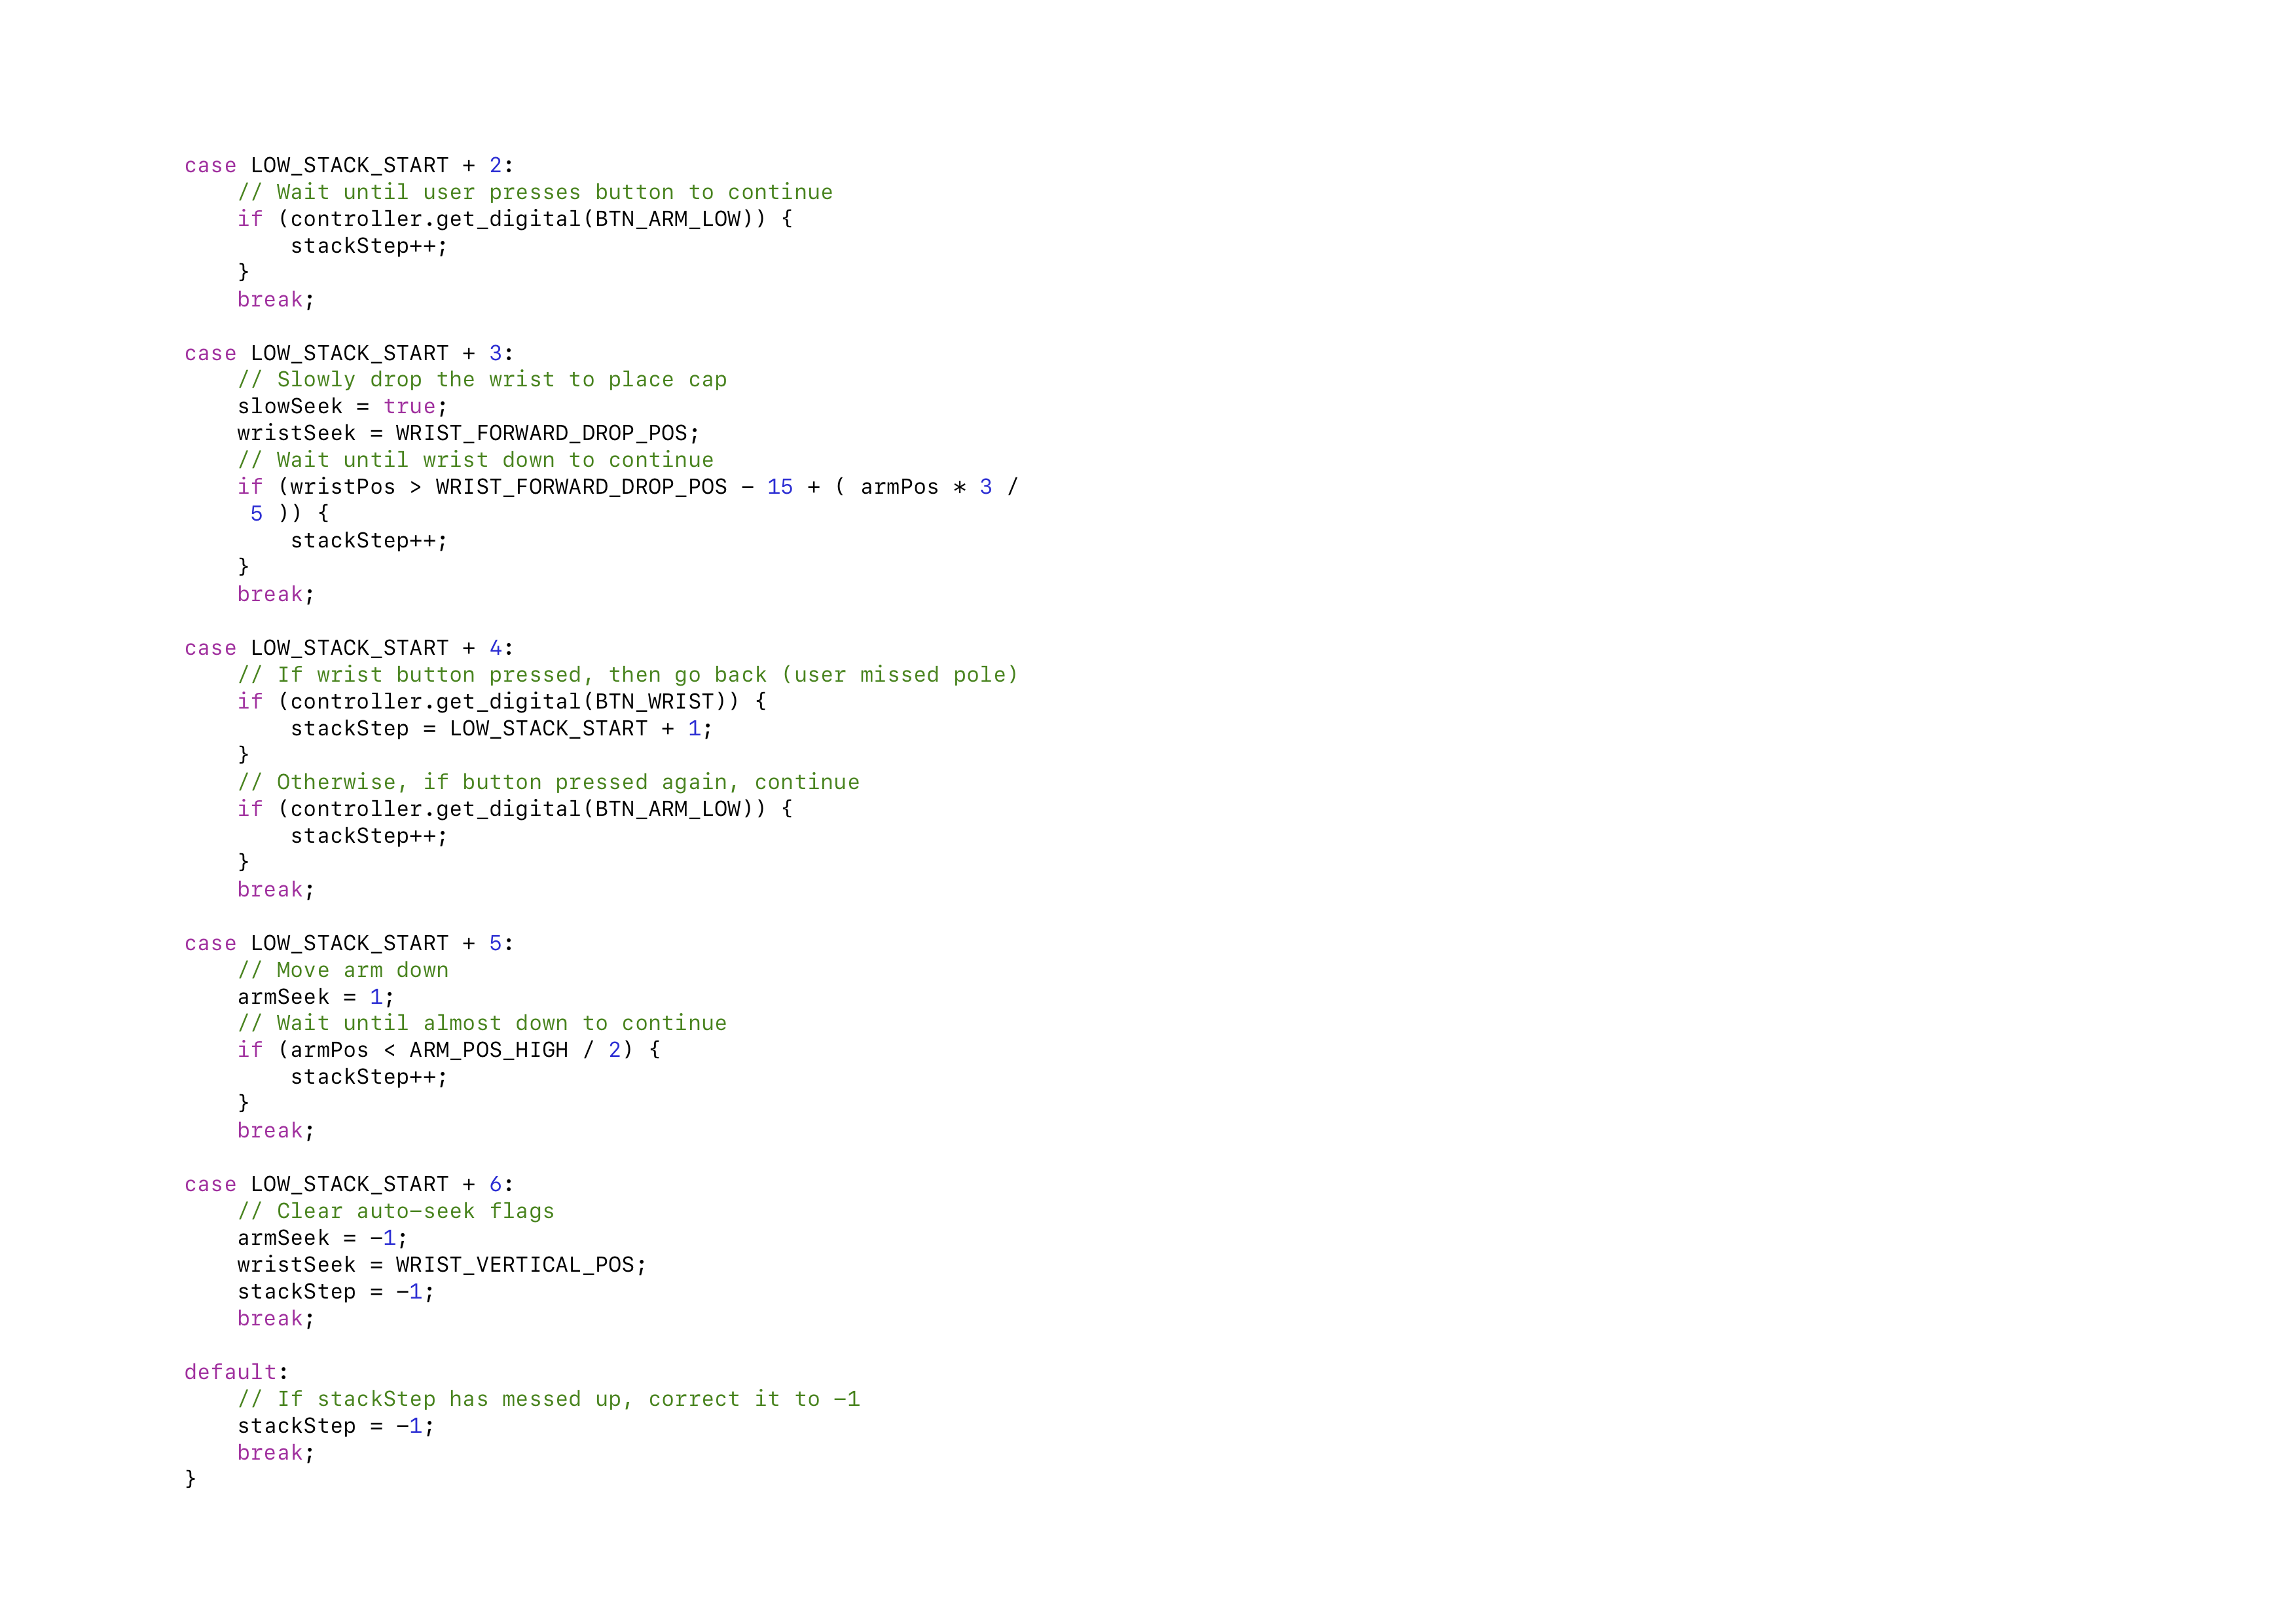 case LOW_STACK_START + 2:
    // Wait until user presses button to continue
    if (controller.get_digital(BTN_ARM_LOW)) {
        stackStep++;
    }
    break;

case LOW_STACK_START + 3:
    // Slowly drop the wrist to place cap
    slowSeek = true;
    wristSeek = WRIST_FORWARD_DROP_POS;
    // Wait until wrist down to continue
    if (wristPos > WRIST_FORWARD_DROP_POS - 15 + ( armPos * 3 /
     5 )) {
        stackStep++;
    }
    break;

case LOW_STACK_START + 4:
    // If wrist button pressed, then go back (user missed pole)
    if (controller.get_digital(BTN_WRIST)) {
        stackStep = LOW_STACK_START + 1;
    }
    // Otherwise, if button pressed again, continue
    if (controller.get_digital(BTN_ARM_LOW)) {
        stackStep++;
    }
    break;

case LOW_STACK_START + 5:
    // Move arm down
    armSeek = 1;
    // Wait until almost down to continue
    if (armPos < ARM_POS_HIGH / 2) {
        stackStep++;
    }
    break;

case LOW_STACK_START + 6:
    // Clear auto-seek flags
    armSeek = -1;
    wristSeek = WRIST_VERTICAL_POS;
    stackStep = -1;
    break;

default:
    // If stackStep has messed up, correct it to -1
    stackStep = -1;
    break;
}